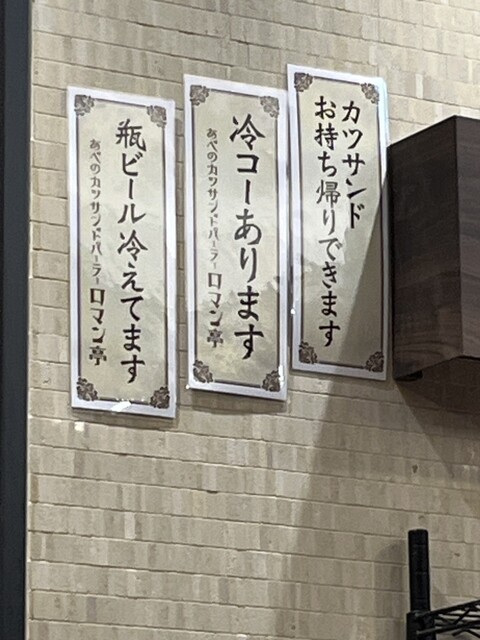 カツサンド
お持ち帰りできます
冷コーあります
あべのカツサンドパーラーロマン亭
瓶ビール冷えてます
あべのカツサンドパーラーロマン亭